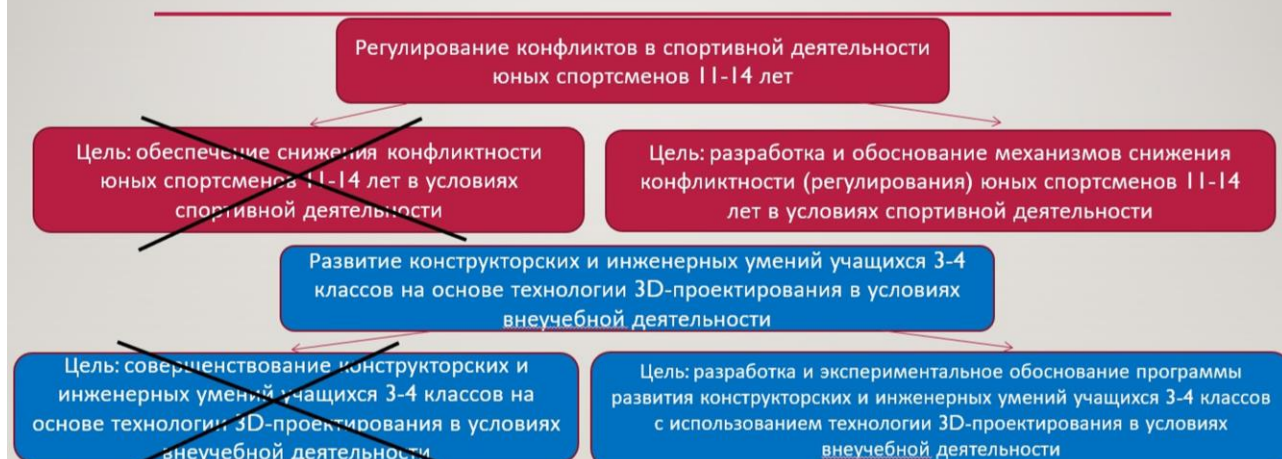 Регулирование конфликтов в спортивной деятельности
юных спортсменов 11-14 лет
Цель: обеспечение снижения конфликтности
юных спортсменов 11-14 лет в условиях
спортивной деятельности
Цель: разработка и обоснование механизмов снижения
конфликтности (регулирования) юных спортсменов 11-14
лет в условиях спортивной деятельности
Развитие конструкторских и инженерных умений учащихся 3-4
классов на основе технологии 3D-проектирования в условиях
внеучебной деятельности
Цель: совершенствование конструкторских и
инженерных умений учащихся 3-4 классов на
основе технологии 3D-проектирования в условиях
внеучебной деятельности
Цель: разработка и экспериментальное обоснование программы
развития конструкторских и инженерных умений учащихся 3-4 классов
с использованием технологии 3D-проектирования в условиях
внеучебной деятельности